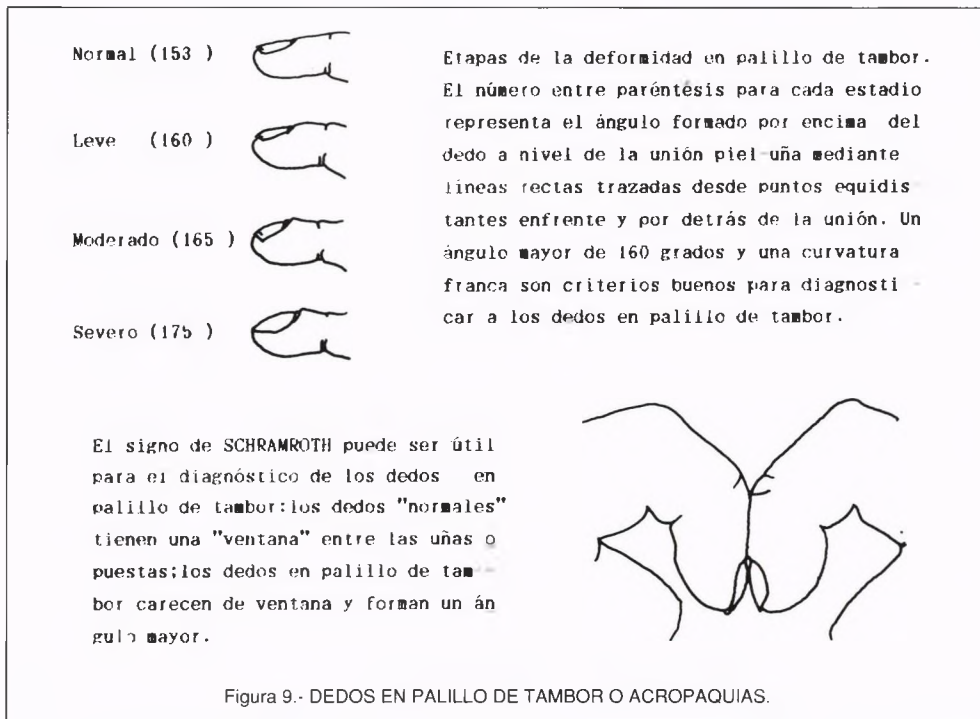 Normal (153 )
Leve (160 )
Moderado (165 )
Severo (175 )
Etapas de la deformidad en palillo de tambor.
El número entre paréntesis para cada estadio
representa el ángulo formado por encima del
dedo a nivel de la unión piel-uña mediante
líneas rectas trazadas desde puntos equidis
tantes enfrente y por detrás de la unión. Un
ángulo mayor de 160 grados y una curvatura
franca son criterios buenos para diagnosti-
car a los dedos en palillo de tambor.
El signo de SCHRAMROTH puede ser útil
para el diagnóstico de los dedos en
palillo de tambor:los dedos "normales"
tienen una "ventana" entre las uñas o
puestas;los dedos en palillo de tam-
bor carecen de ventana y forman un án
gulo mayor.
Figura 9.- DEDOS EN PALILLO DE TAMBOR O ACROPAQUIAS.